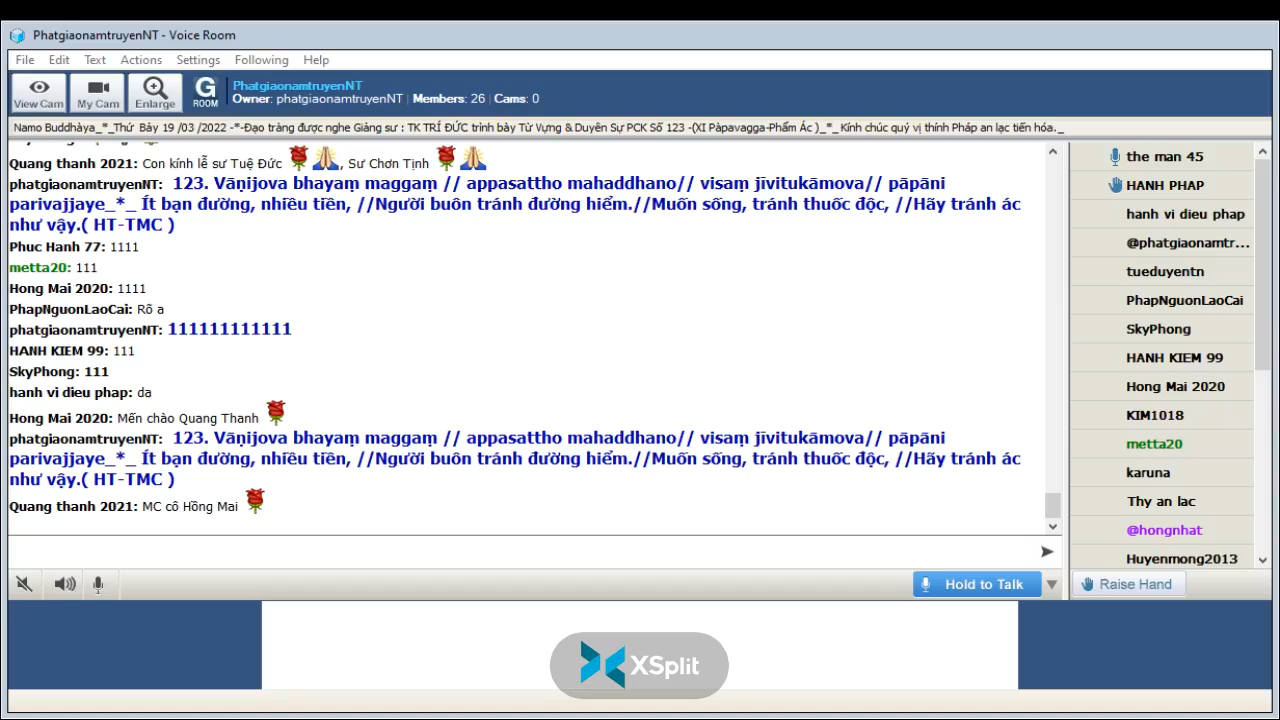 PhatgiaonamtruyenNT - Voice Room
File Edit Text Actions Settings Following Help
View Cam My Cam Enlarge G ROOM
PhatgiaonamtruyenNT
Owner: phatgiaonamtruyenNT | Members: 26 | Cams: 0
Namo Buddhàya_*_Thứ Bảy 19 /03 /2022 -*-Đạo tràng được nghe Giảng sư : TK TRÍ ĐỨC trình bày Từ Vựng & Duyên Sự PCK Số 123 -(XI Pàpavagga-Phẩm Ác )_*_ Kính chúc quý vị thính Pháp an lạc tiến hóa._
Quang thanh 2021: Con kính lễ sư Tuệ Đức 🌹🙏, Sư Chơn Tịnh 🌹🙏
phatgiaonamtruyenNT: 123. Vāṇijova bhayaṃ maggaṃ // appasattho mahaddhano// visaṃ jīvitukāmova// pāpāni
parivajjaye_*_ Ít bạn đường, nhiều tiền, //Người buôn tránh đường hiểm.//Muốn sống, tránh thuốc độc, //Hãy tránh ác
như vậy.( HT-TMC )
Phuc Hanh 77: 1111
metta20: 111
Hong Mai 2020: 1111
PhapNguonLaoCai: Rõ a
phatgiaonamtruyenNT: 111111111111
HANH KIEM 99: 111
SkyPhong: 111
hanh vi dieu phap: da
Hong Mai 2020: Mến chào Quang Thanh 🌹
phatgiaonamtruyenNT: 123. Vāṇijova bhayaṃ maggaṃ // appasattho mahaddhano// visaṃ jīvitukāmova// pāpāni
parivajjaye_*_ Ít bạn đường, nhiều tiền, //Người buôn tránh đường hiểm.//Muốn sống, tránh thuốc độc, //Hãy tránh ác
như vậy.( HT-TMC )
Quang thanh 2021: MC cô Hồng Mai 🌹
the man 45
HANH PHAP
hanh vi dieu phap
@phatgiaonamtr...
tueduyentn
PhapNguonLaoCai
SkyPhong
HANH KIEM 99
Hong Mai 2020
KIM1018
metta20
karuna
Thy an lac
@hongnhat
Huyenmong2013
Hold to Talk
Raise Hand
XSplit